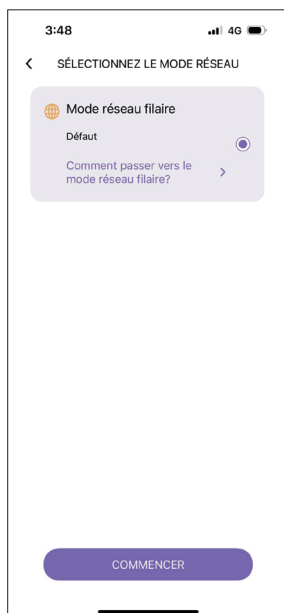 3:48 4G
SÉLECTIONNEZ LE MODE RÉSEAU
Mode réseau filaire
Défaut
Comment passer vers le
mode réseau filaire?
COMMENCER